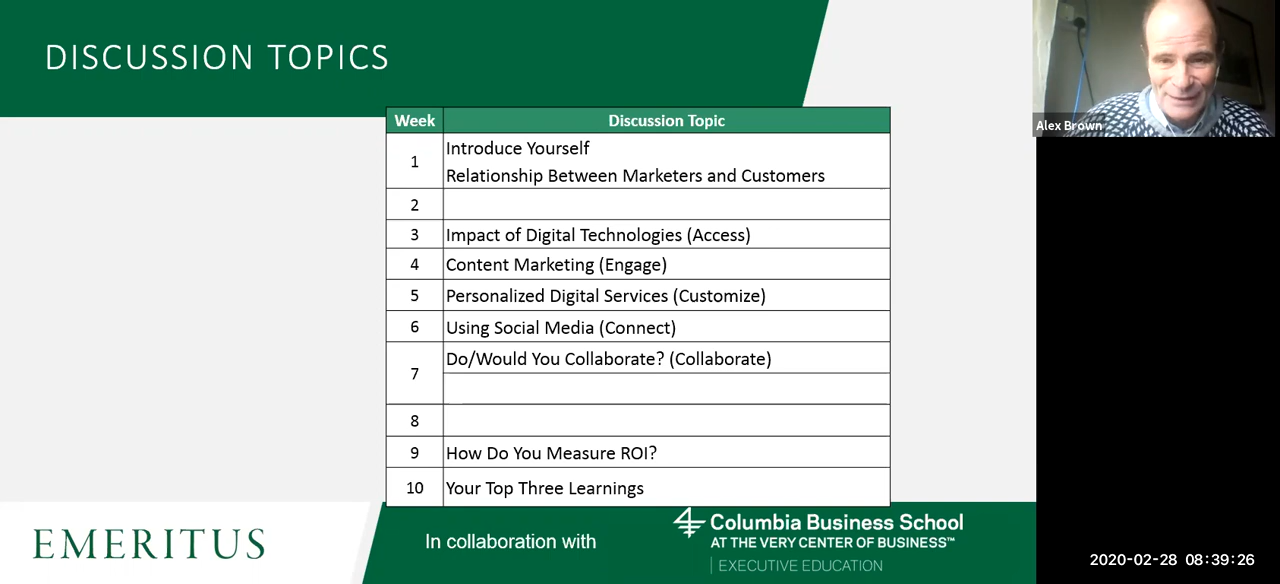 DISCUSSION TOPICS
Alex Brown
Week Discussion Topic
1 Introduce Yourself
Relationship Between Marketers and Customers
2
3 Impact of Digital Technologies (Access)
4 Content Marketing (Engage)
5 Personalized Digital Services (Customize)
6 Using Social Media (Connect)
7 Do/Would You Collaborate? (Collaborate)
8
9 How Do You Measure ROI?
10 Your Top Three Learnings
EMERITUS
In collaboration with
Columbia Business School
AT THE VERY CENTER OF BUSINESS™
EXECUTIVE EDUCATION
2020-02-28 08:39:26